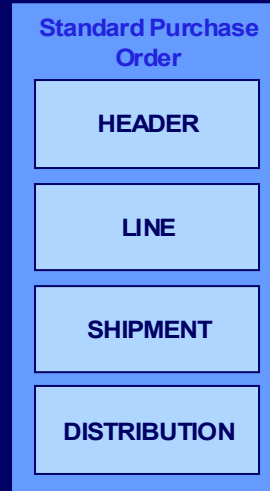 Standard Purchase
Order
HEADER
LINE
SHIPMENT
DISTRIBUTION